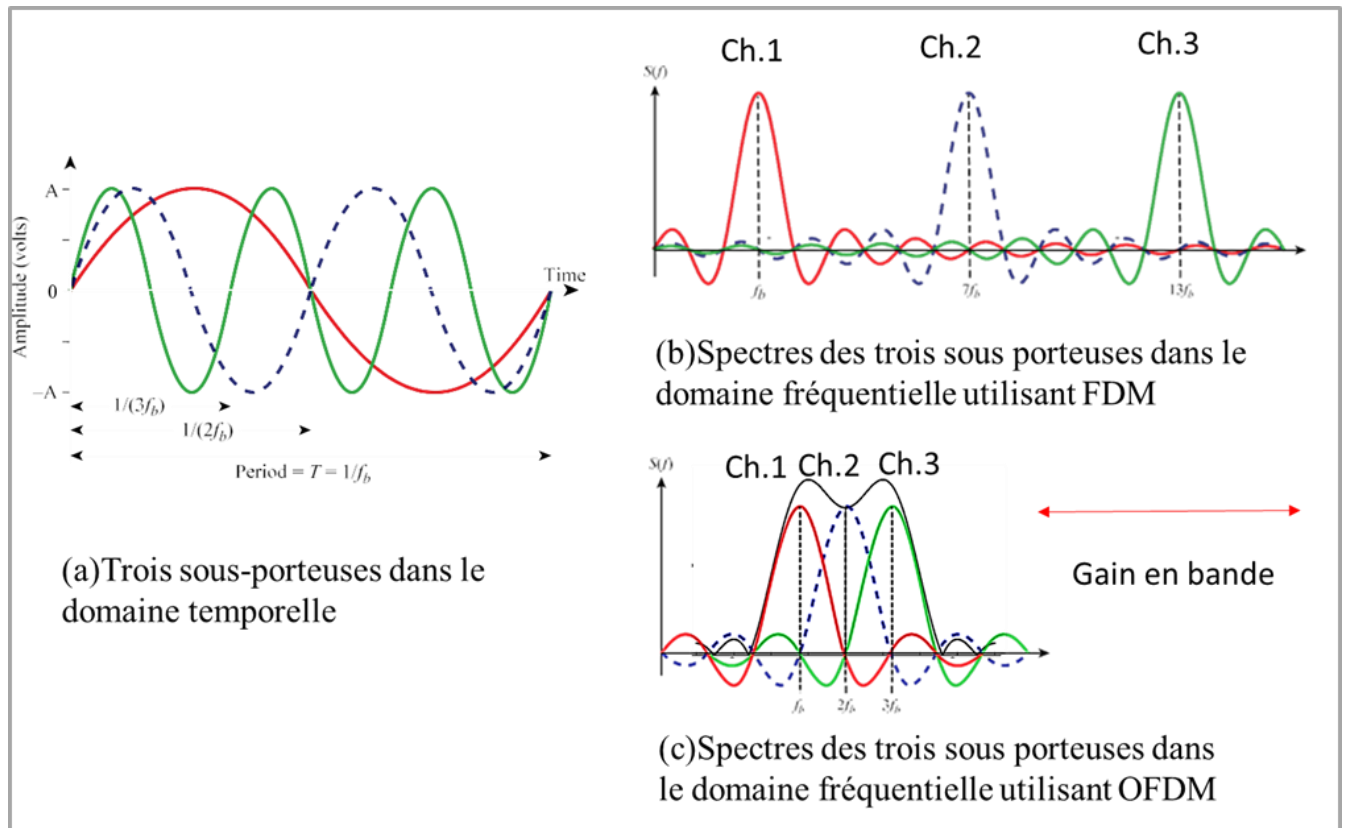 A
0
−A
Amplitude (volts)
Time
1/(3f_b)
1/(2f_b)
Period = T = 1/f_b
(a)Trois sous-porteuses dans le
domaine temporelle
Ch.1 Ch.2 Ch.3
S(f)
f_b 7f_b 13f_b
(b)Spectres des trois sous porteuses dans le
domaine fréquentielle utilisant FDM
S(f)
Ch.1 Ch.2 Ch.3
f_b 2f_b 3f_b
Gain en bande
(c)Spectres des trois sous porteuses dans
le domaine fréquentielle utilisant OFDM